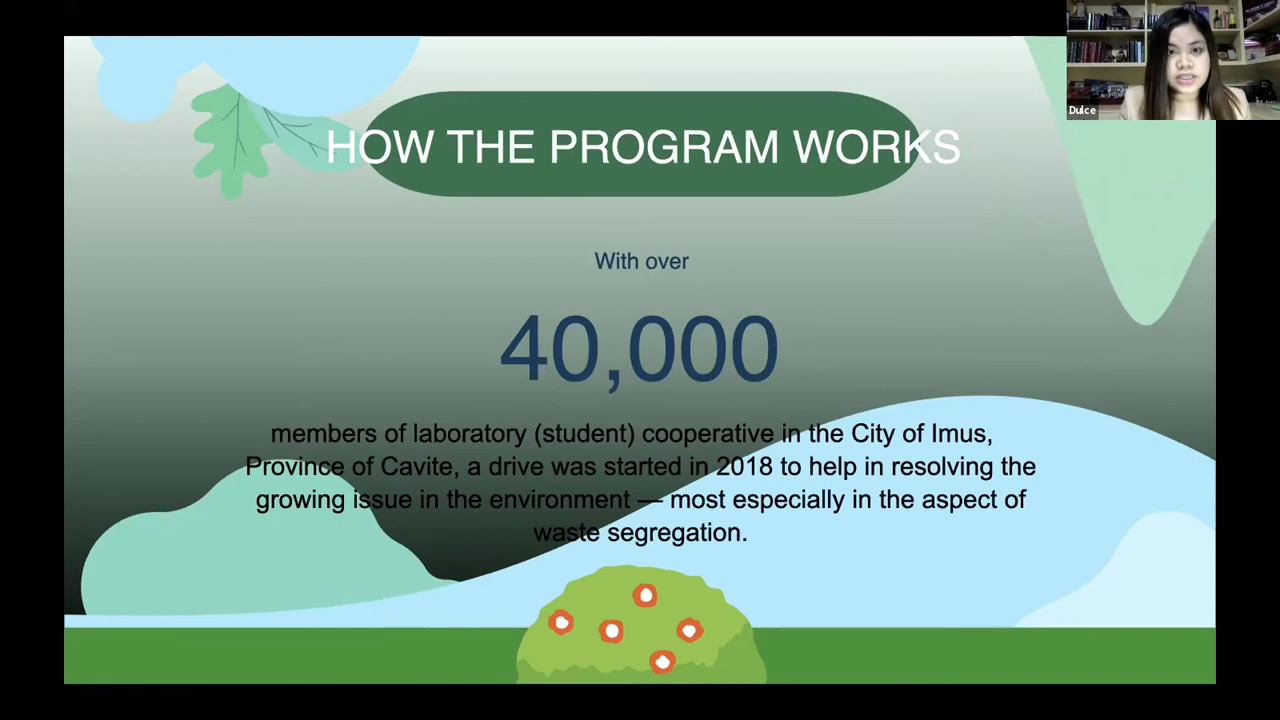 Dulce
HOW THE PROGRAM WORKS
With over
40,000
members of laboratory (student) cooperative in the City of Imus,
Province of Cavite, a drive was started in 2018 to help in resolving the
growing issue in the environment — most especially in the aspect of
waste segregation.